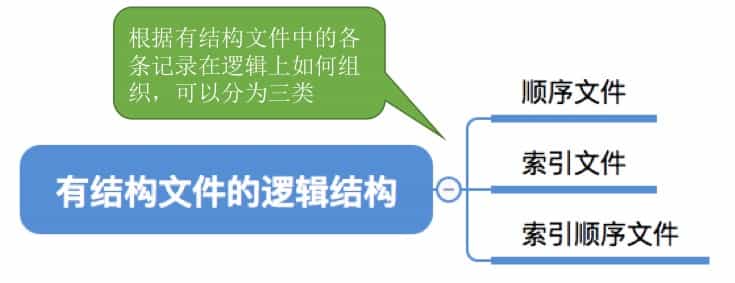 根据有结构文件中的各
条记录在逻辑上如何组
织，可以分为三类
顺序文件
索引文件
有结构文件的逻辑结构
索引顺序文件